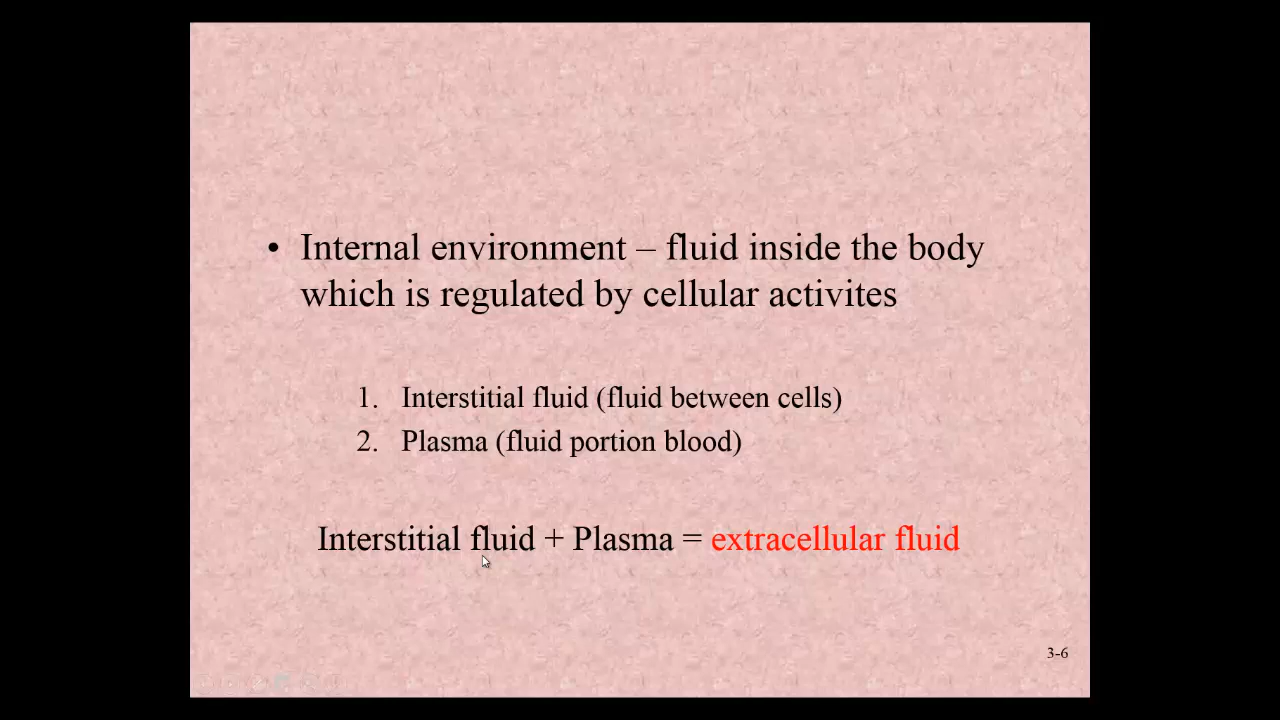 • Internal environment – fluid inside the body
which is regulated by cellular activites
1. Interstitial fluid (fluid between cells)
2. Plasma (fluid portion blood)
Interstitial fluid + Plasma = extracellular fluid
3-6